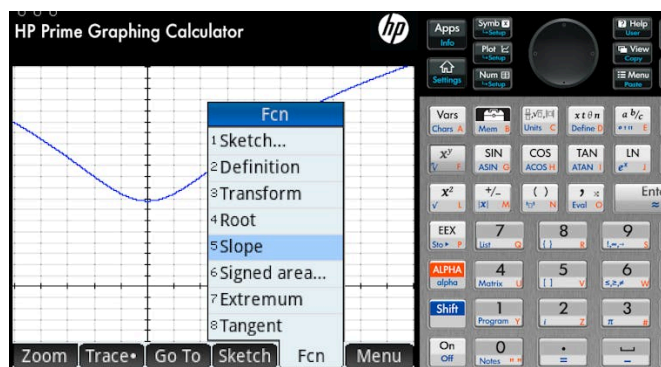 HP Prime Graphing Calculator
hp
Fcn
1 Sketch...
2 Definition
3 Transform
4 Root
5 Slope
6 Signed area...
7 Extremum
8 Tangent
Zoom Trace• Go To Sketch Fcn Menu
Apps
Info
Symb
Setup
Plot
Setup
Num
Setup
Settings
? Help
User
View
Copy
Menu
Paste
Vars
Chars A
Mem B
Units C
x t θ n
Define D
a b/c
E
xʸ
F
SIN
ASIN G
COS
ACOS H
TAN
ATAN I
LN
eˣ J
x²
√ L
+/-
|x| M
( )
N
,
Eval O
Ente
≈
EEX
Sto ▸ P
7
List Q
8
{ } R
9
S
ALPHA
alpha
4
Matrix U
5
[ ] V
6
≤,≥,≠ W
Shift
1
Program Y
2
i Z
3
π #
On
Off
0
Notes " "
.
=
_